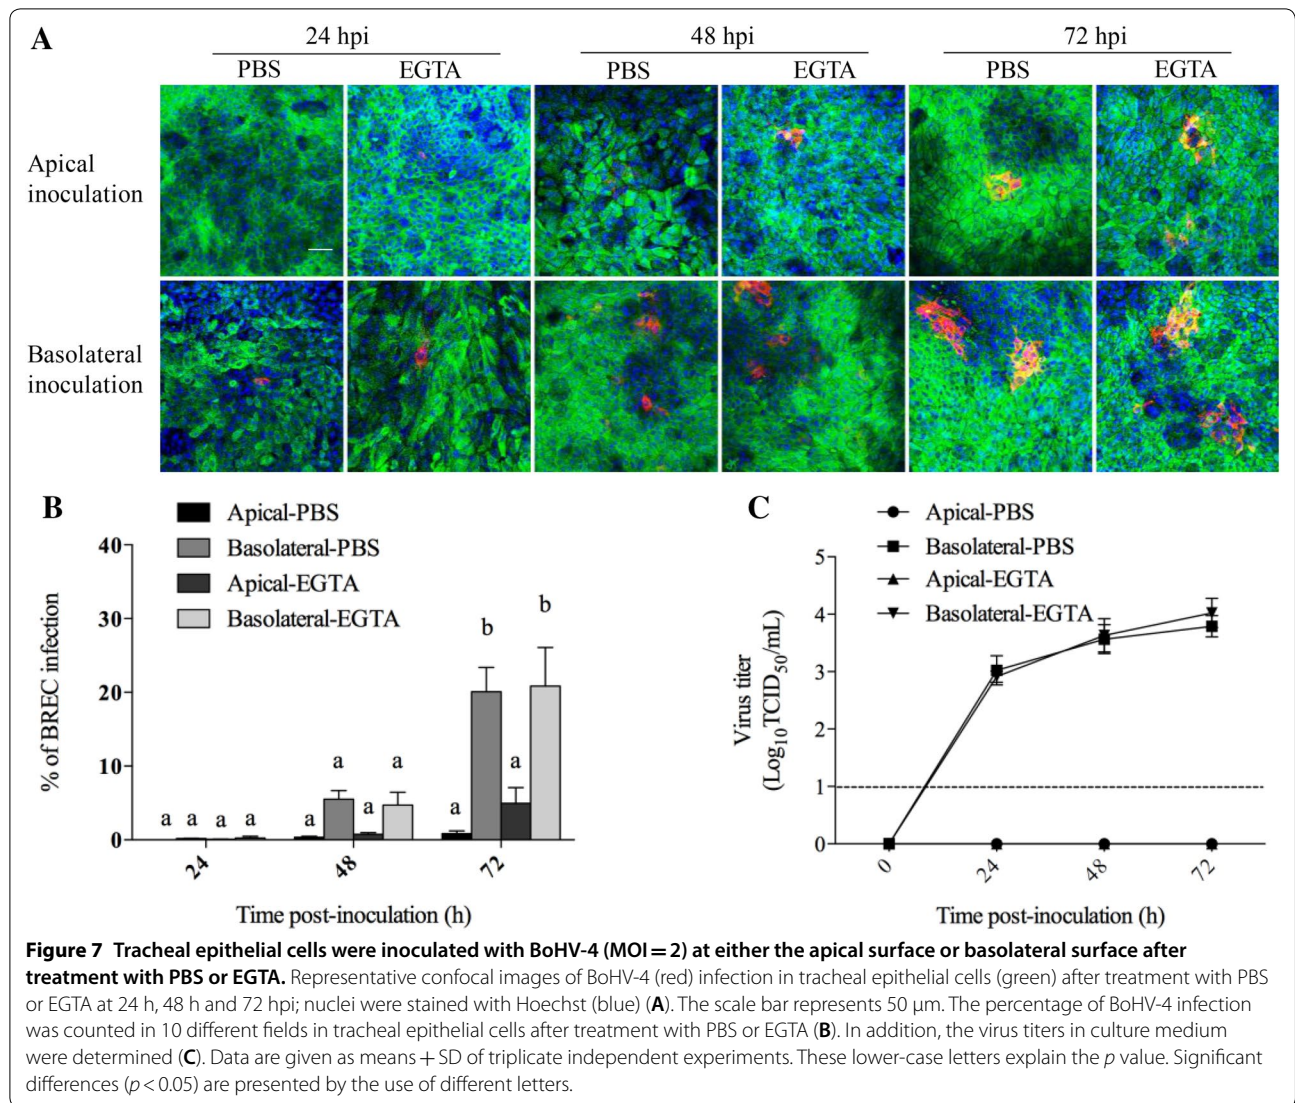 A
24 hpi 48 hpi 72 hpi
PBS EGTA PBS EGTA PBS EGTA
Apical
inoculation
Basolateral
inoculation
B
Apical-PBS
Basolateral-PBS
Apical-EGTA
Basolateral-EGTA
% of BREC infection
40
30
20
10
0
a a a a
a a a a
a b a b
24 48 72
Time post-inoculation (h)
C
Apical-PBS
Basolateral-PBS
Apical-EGTA
Basolateral-EGTA
Virus titer
(Log10TCID50/mL)
5
4
3
2
1
0
0 24 48 72
Time post-inoculation (h)
Figure 7 Tracheal epithelial cells were inoculated with BoHV-4 (MOI = 2) at either the apical surface or basolateral surface after
treatment with PBS or EGTA. Representative confocal images of BoHV-4 (red) infection in tracheal epithelial cells (green) after treatment with PBS
or EGTA at 24 h, 48 h and 72 hpi; nuclei were stained with Hoechst (blue) (A). The scale bar represents 50 µm. The percentage of BoHV-4 infection
was counted in 10 different fields in tracheal epithelial cells after treatment with PBS or EGTA (B). In addition, the virus titers in culture medium
were determined (C). Data are given as means + SD of triplicate independent experiments. These lower-case letters explain the p value. Significant
differences (p < 0.05) are presented by the use of different letters.